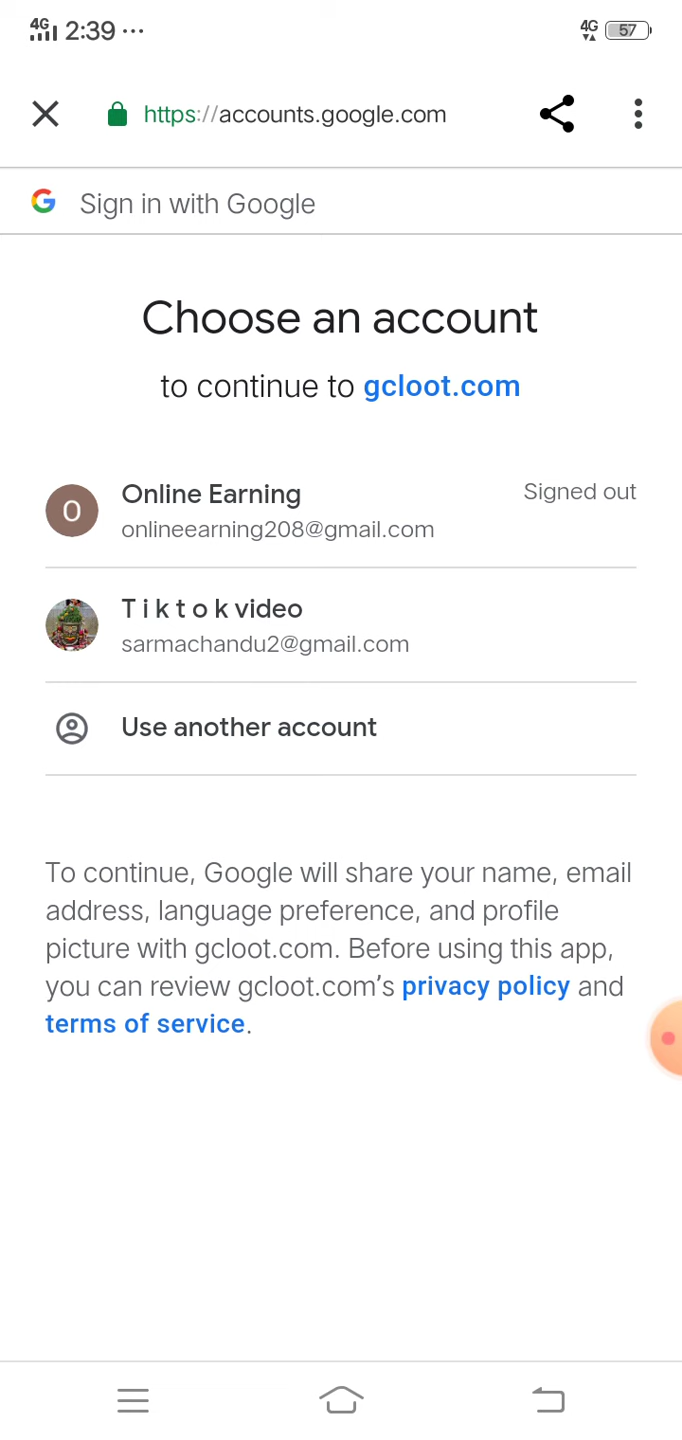 4G 2:39 ··· 4G 57
https://accounts.google.com
Sign in with Google
Choose an account
to continue to gcloot.com
O Online Earning Signed out
onlineearning208@gmail.com
T i k t o k video
sarmachandu2@gmail.com
Use another account
To continue, Google will share your name, email
address, language preference, and profile
picture with gcloot.com. Before using this app,
you can review gcloot.com’s privacy policy and
terms of service.